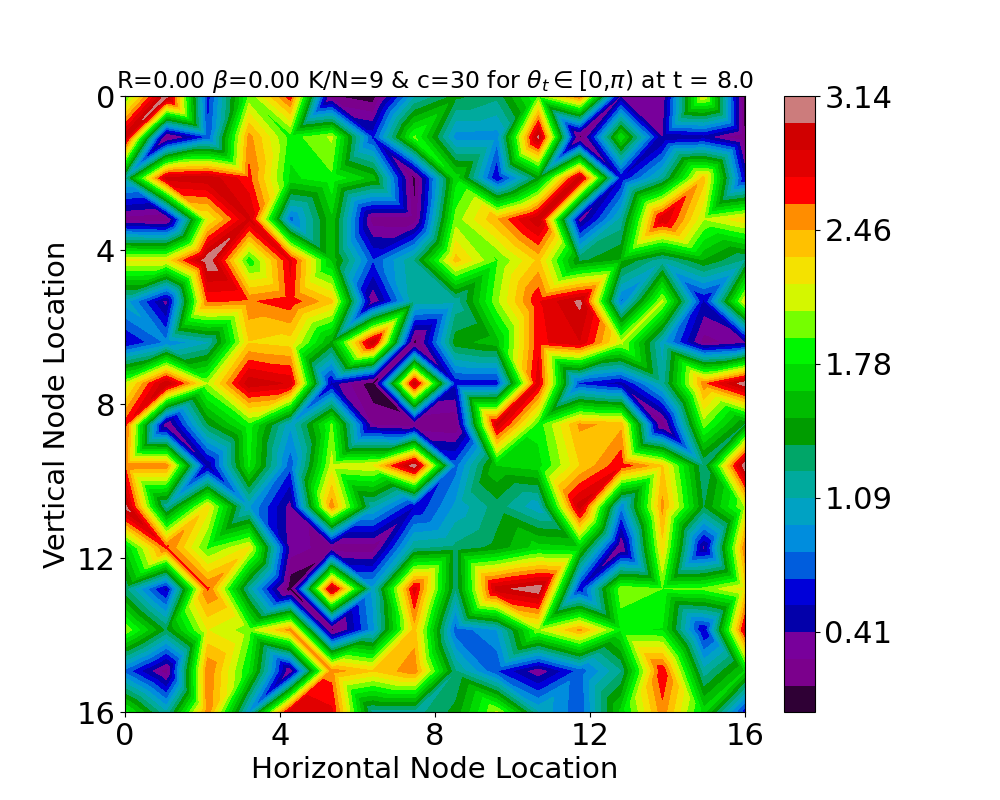 R=0.00 β=0.00 K/N=9 & c=30 for θ_t ∈ [0,π) at t = 8.0
0
4
8
12
16
Vertical Node Location
0 4 8 12 16
Horizontal Node Location
3.14
2.46
1.78
1.09
0.41